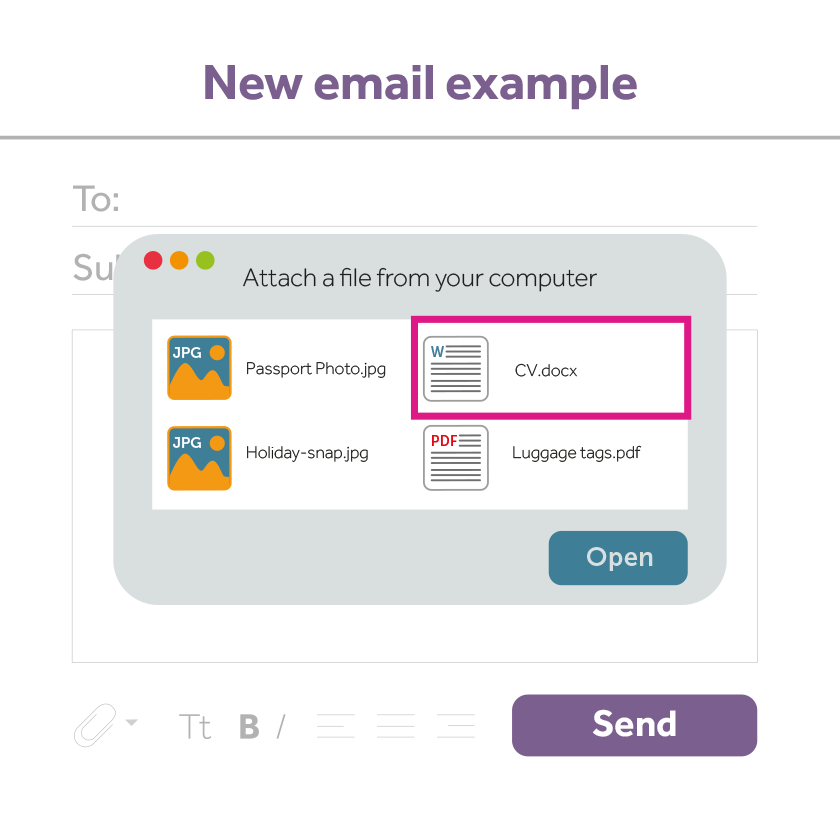 New email example
To:
Su
Attach a file from your computer
JPG
Passport Photo.jpg
W
CV.docx
JPG
Holiday-snap.jpg
PDF
Luggage tags.pdf
Open
Tt B I
Send